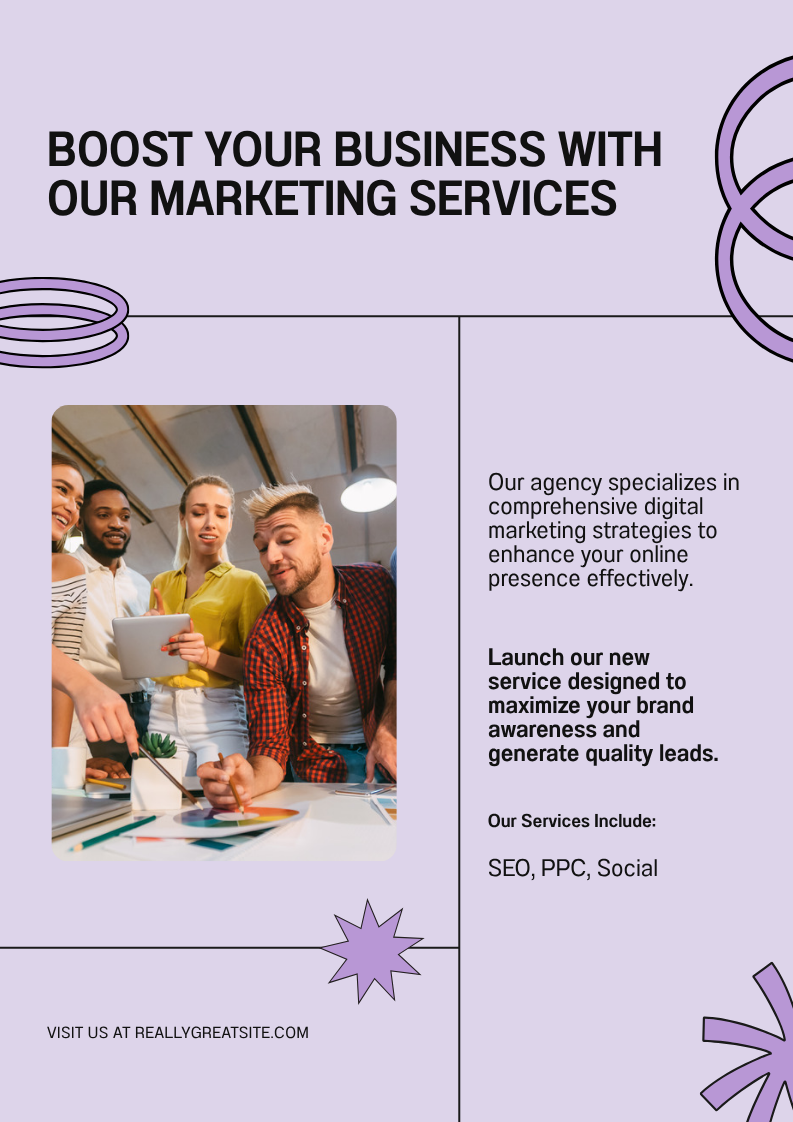 BOOST YOUR BUSINESS WITH
OUR MARKETING SERVICES
Our agency specializes in
comprehensive digital
marketing strategies to
enhance your online
presence effectively.
Launch our new
service designed to
maximize your brand
awareness and
generate quality leads.
Our Services Include:
SEO, PPC, Social
VISIT US AT REALLYGREATSITE.COM